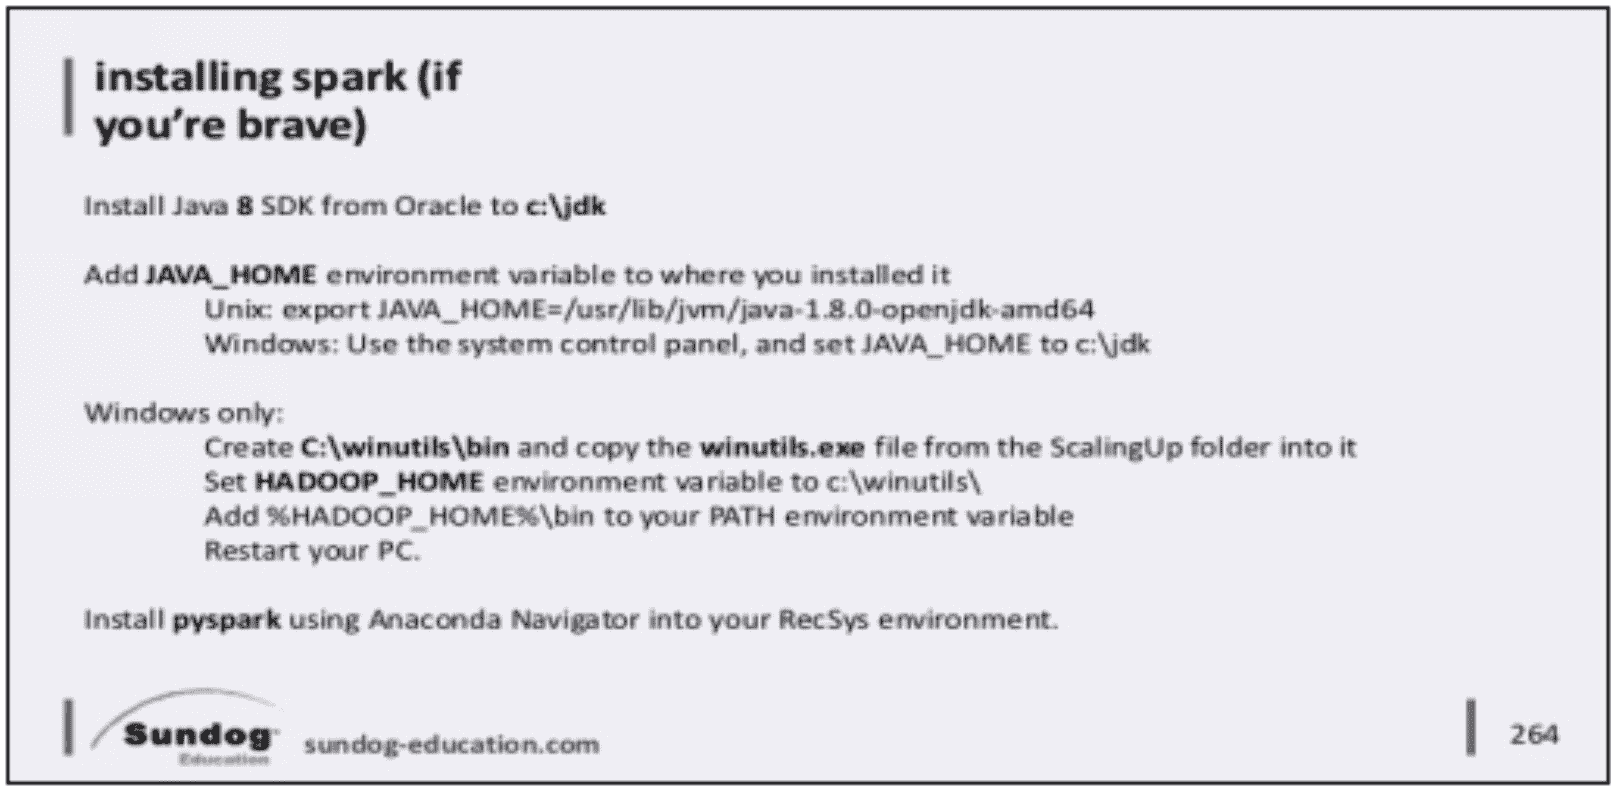 installing spark (if
you’re brave)
Install Java 8 SDK from Oracle to c:\jdk
Add JAVA_HOME environment variable to where you installed it
Unix: export JAVA_HOME=/usr/lib/jvm/java-1.8.0-openjdk-amd64
Windows: Use the system control panel, and set JAVA_HOME to c:\jdk
Windows only:
Create C:\winutils\bin and copy the winutils.exe file from the ScalingUp folder into it
Set HADOOP_HOME environment variable to c:\winutils\
Add %HADOOP_HOME%\bin to your PATH environment variable
Restart your PC.
Install pyspark using Anaconda Navigator into your RecSys environment.
Sundog
Education
sundog-education.com
264